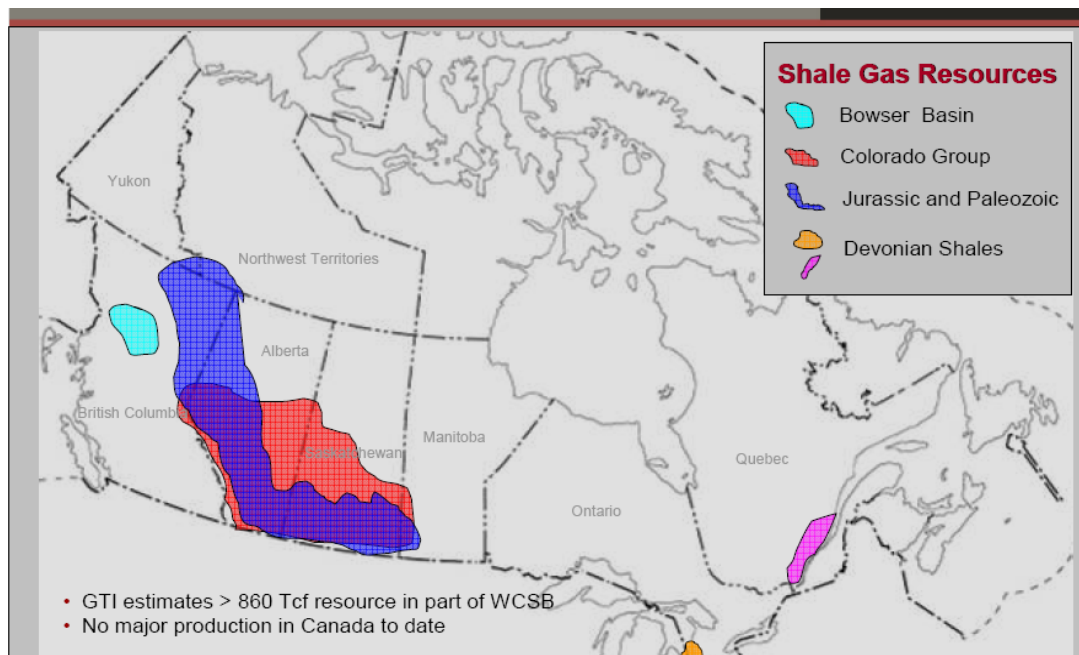 Shale Gas Resources
Bowser Basin
Colorado Group
Jurassic and Paleozoic
Devonian Shales
Yukon
Northwest Territories
Alberta
British Columbia
Saskatchewan
Manitoba
Ontario
Quebec
• GTI estimates > 860 Tcf resource in part of WCSB
• No major production in Canada to date